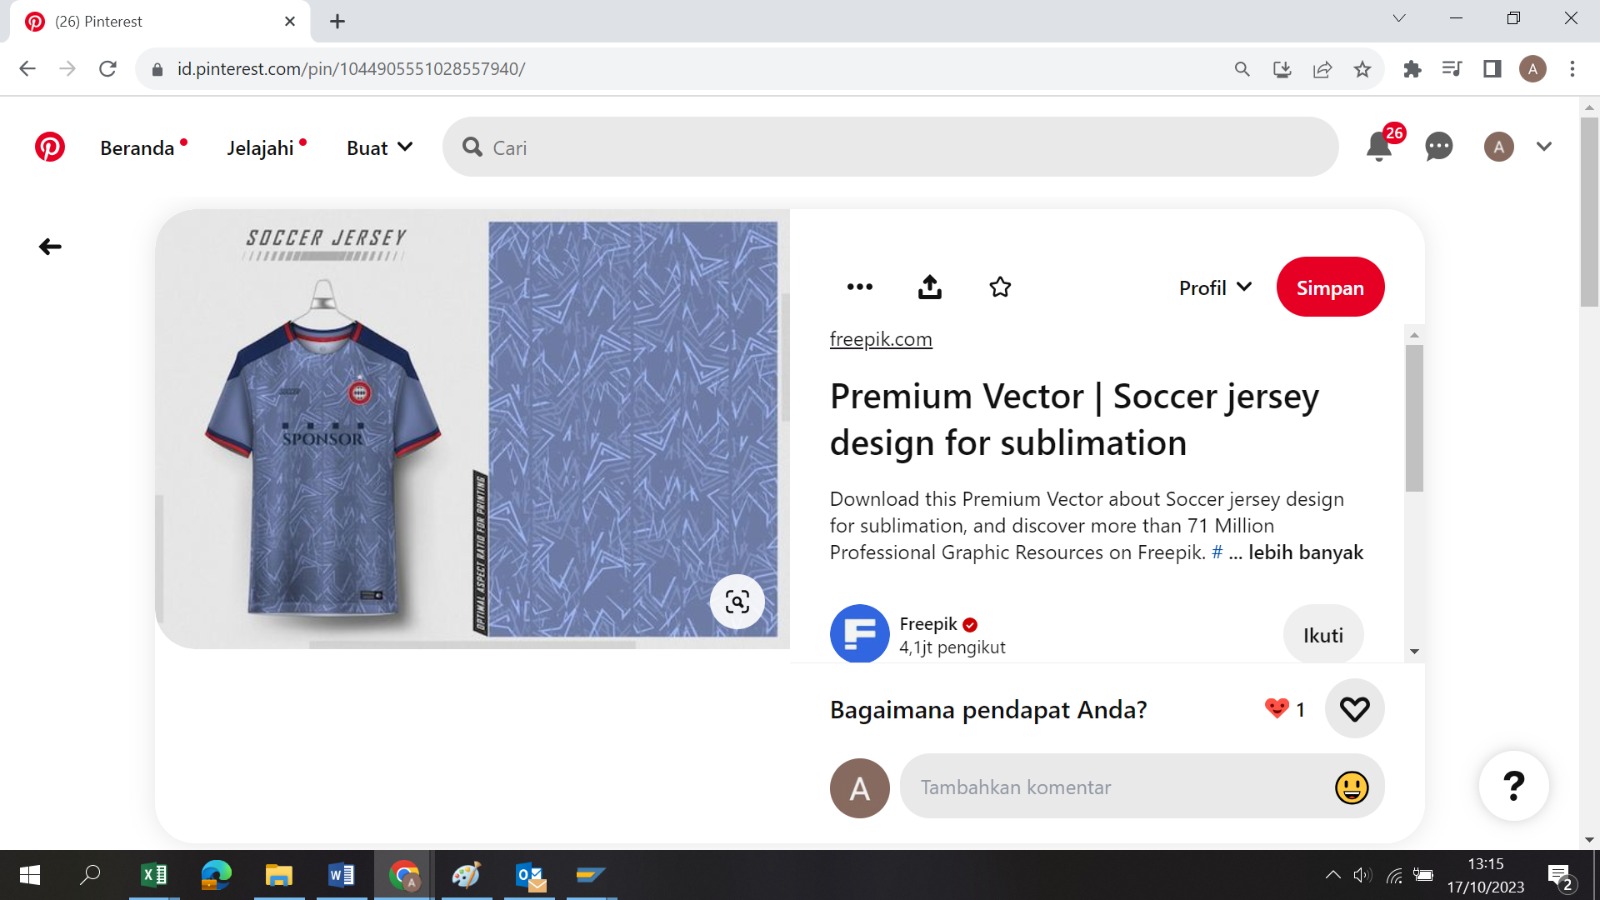 (26) Pinterest
id.pinterest.com/pin/1044905551028557940/
A
Beranda
Jelajahi
Buat
Cari
26
A
SOCCER JERSEY
SOCCER
SPONSOR
OPTIMAL ASPECT RATIO FOR PRINTING
Profil
Simpan
freepik.com
Premium Vector | Soccer jersey
design for sublimation
Download this Premium Vector about Soccer jersey design
for sublimation, and discover more than 71 Million
Professional Graphic Resources on Freepik. # ... lebih banyak
Freepik
4,1jt pengikut
Ikuti
Bagaimana pendapat Anda?
1
A
Tambahkan komentar
?
13:15
17/10/2023
2